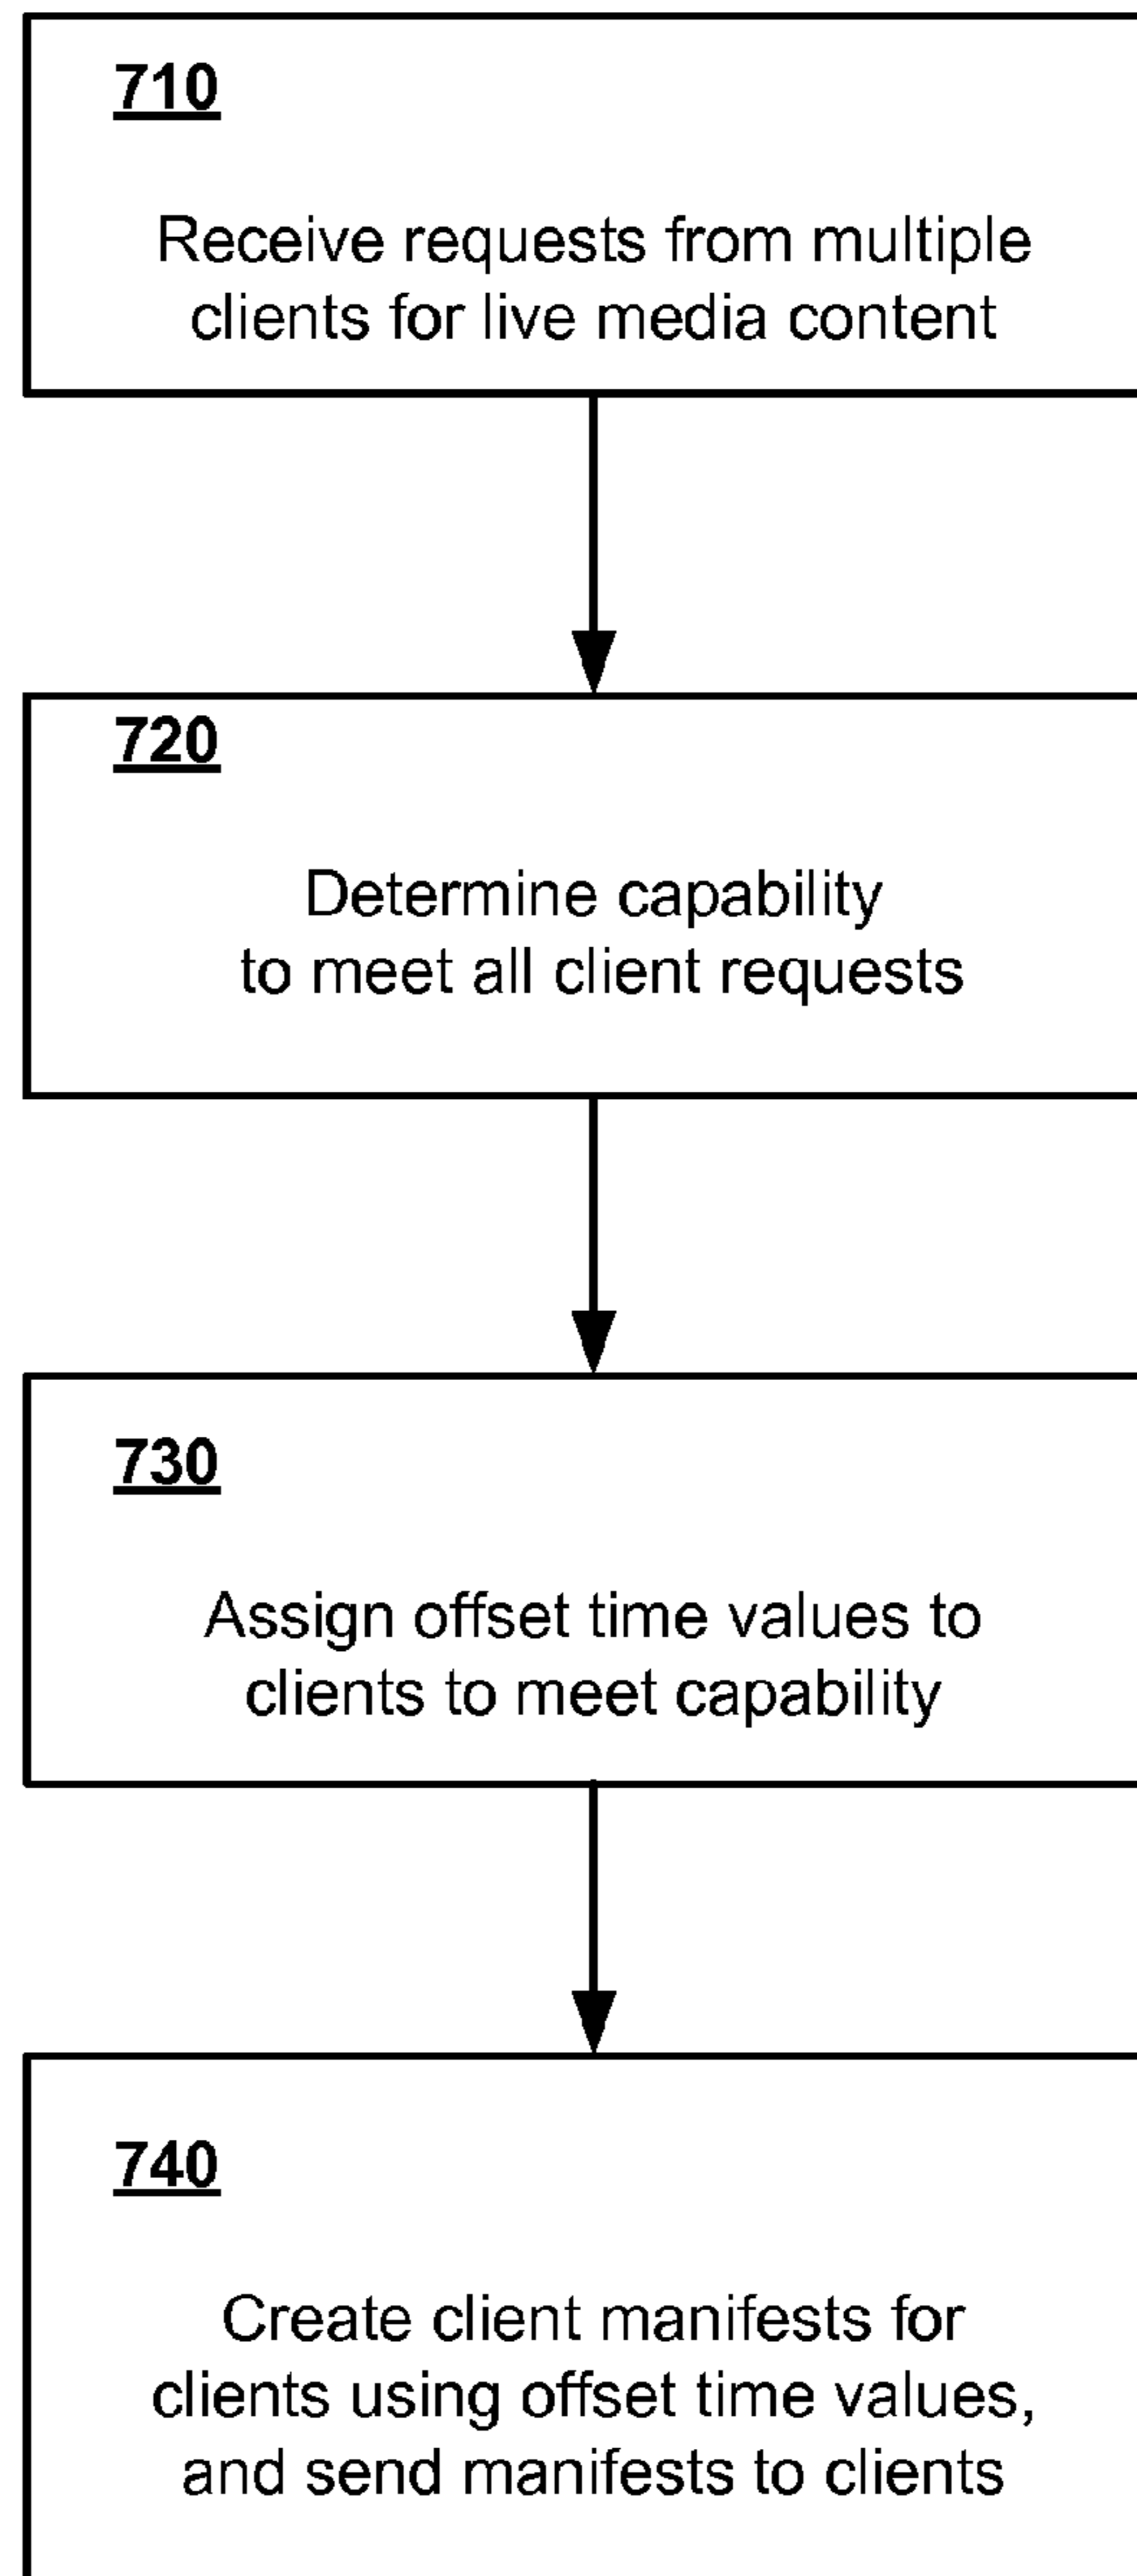 710
Receive requests from multiple
clients for live media content
720
Determine capability
to meet all client requests
730
Assign offset time values to
clients to meet capability
740
Create client manifests for
clients using offset time values,
and send manifests to clients